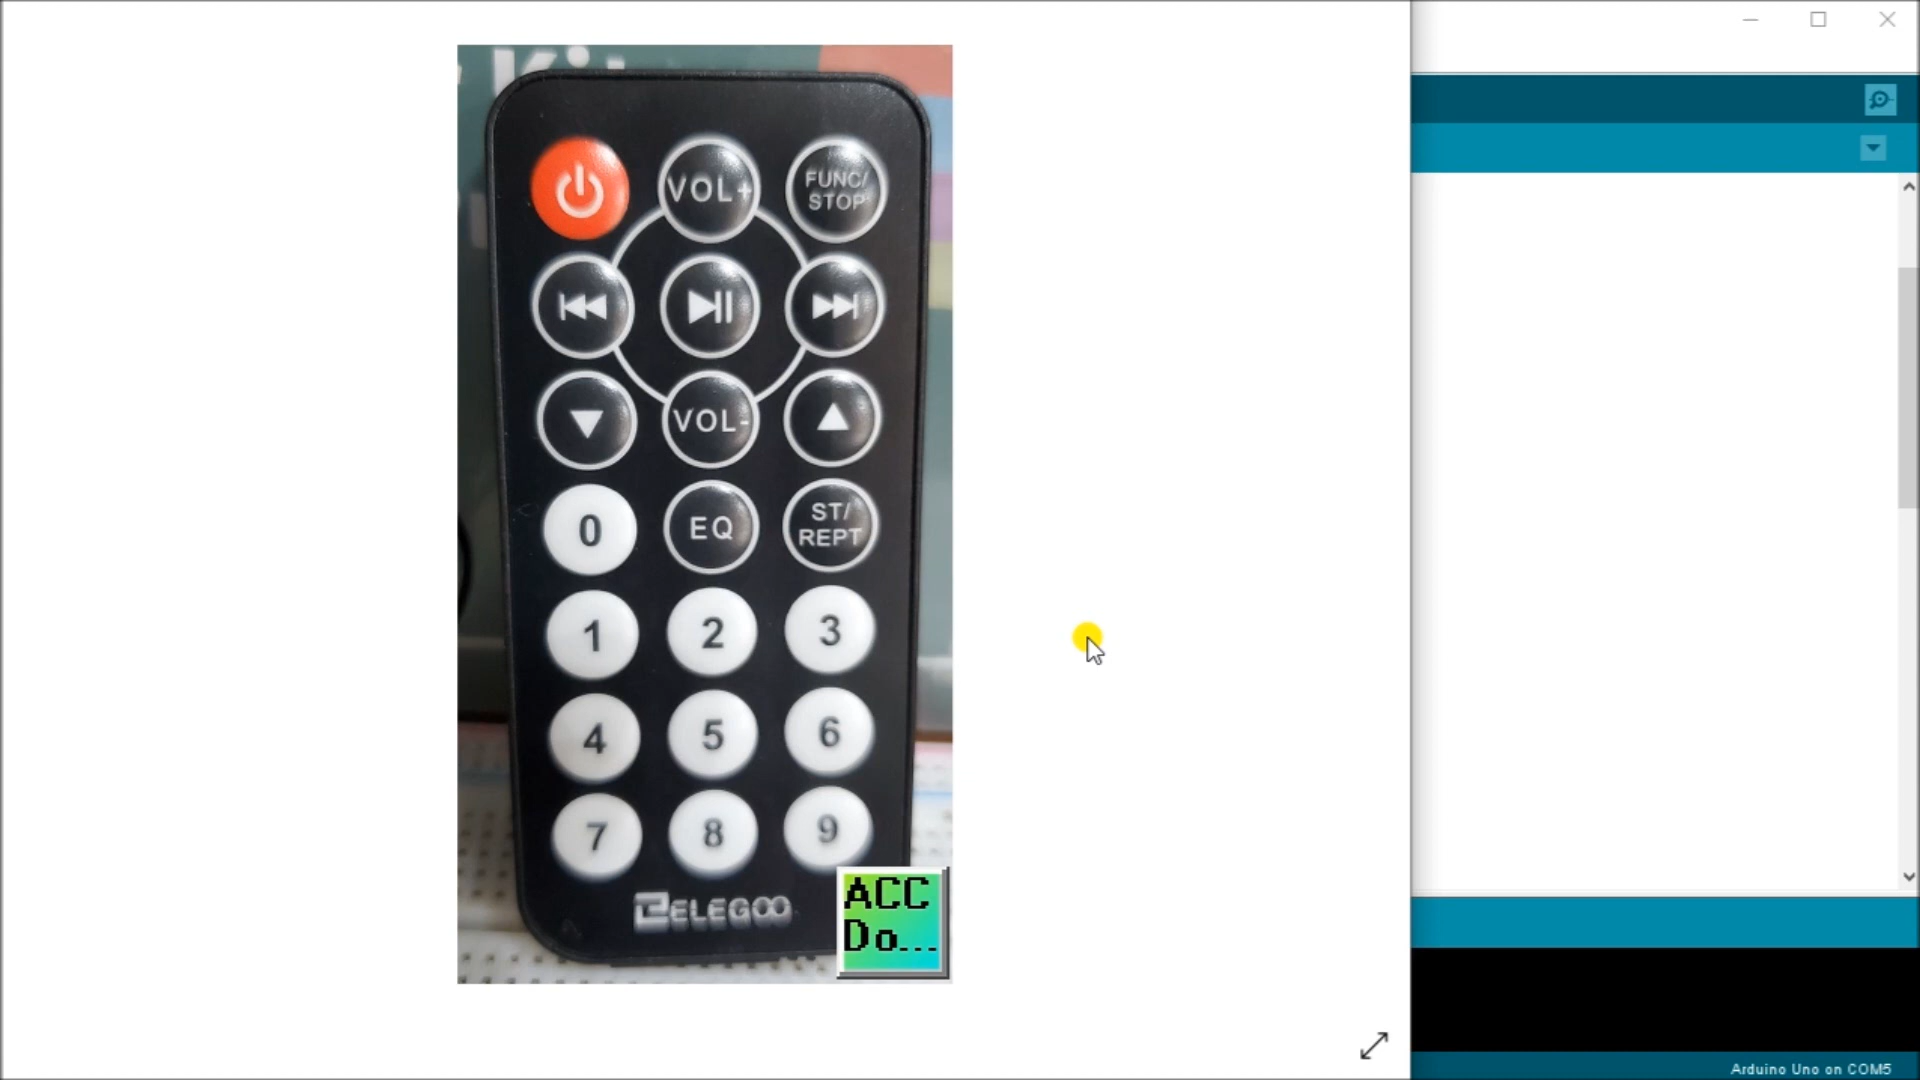 Kit
VOL+
FUNC/
STOP
VOL-
0
EQ
ST/
REPT
1
2
3
4
5
6
7
8
9
ELEGOO
ACC
Do...
Arduino Uno on COM5